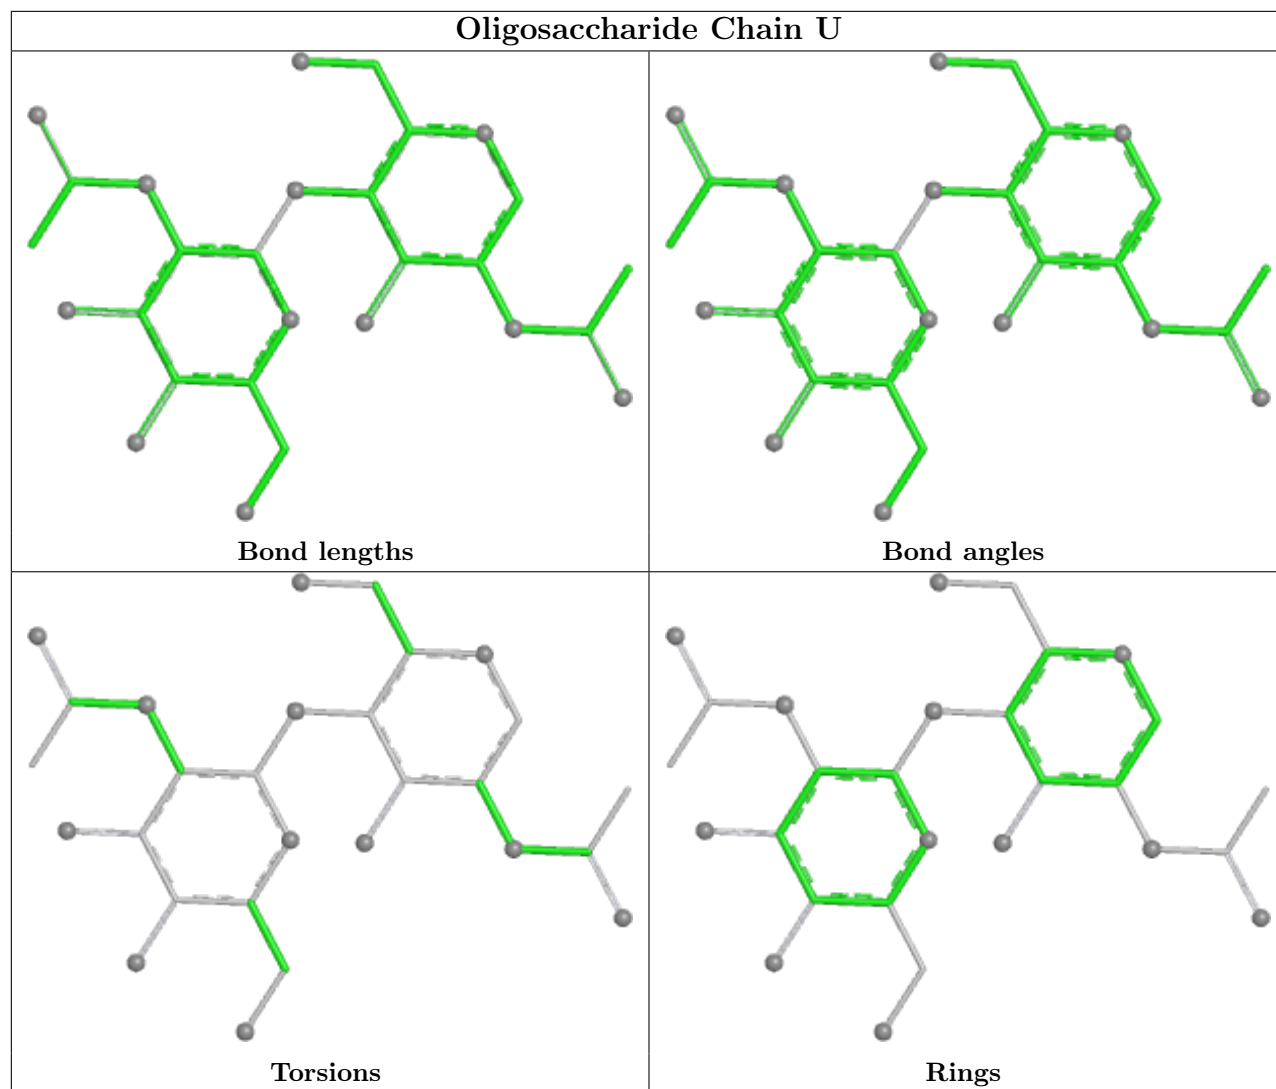 Oligosaccharide Chain U
Bond lengths
Bond angles
Torsions
Rings